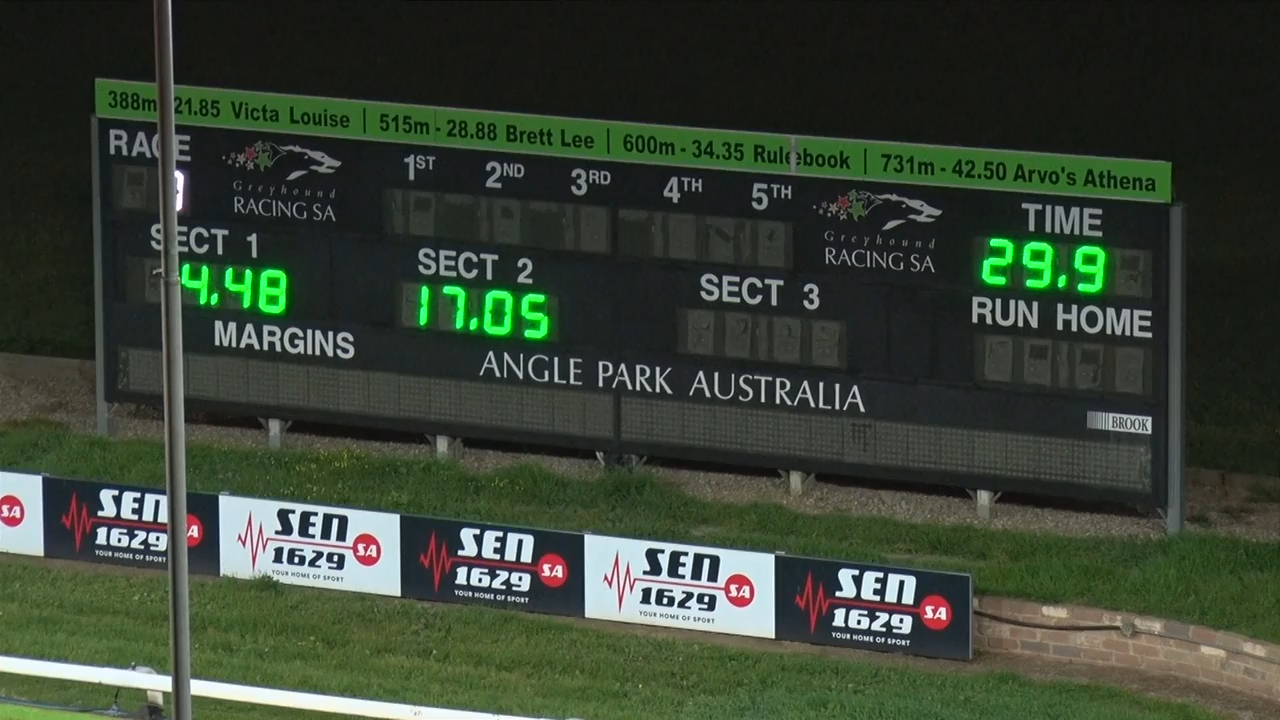 388m 21.85 Victa Louise | 515m - 28.88 Brett Lee | 600m - 34.35 Rulebook | 731m - 42.50 Arvo's Athena
RACE
Greyhound
RACING SA
1ST 2ND 3RD 4TH 5TH
Greyhound
RACING SA
TIME
29.9
SECT 1
4.48
SECT 2
17.05
SECT 3
RUN HOME
MARGINS
ANGLE PARK AUSTRALIA
BROOK
SA
SEN
1629
SA
YOUR HOME OF SPORT
SEN
1629
SA
YOUR HOME OF SPORT
SEN
1629
SA
YOUR HOME OF SPORT
SEN
1629
SA
YOUR HOME OF SPORT
SEN
1629
SA
YOUR HOME OF SPORT